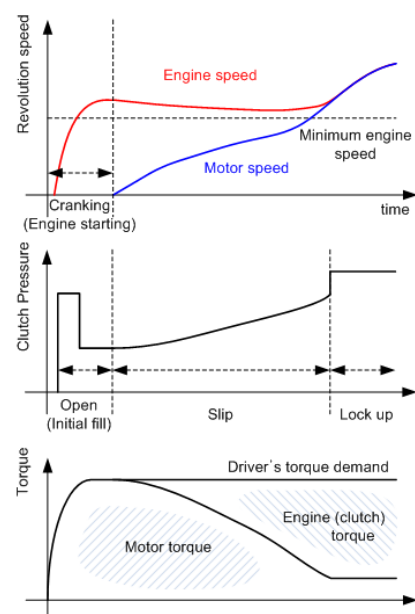 Revolution speed
Engine speed
Minimum engine
speed
Motor speed
Cranking
(Engine starting)
time
Clutch Pressure
Open
(Initial fill)
Slip
Lock up
Torque
Driver`s torque demand
Engine (clutch)
torque
Motor torque